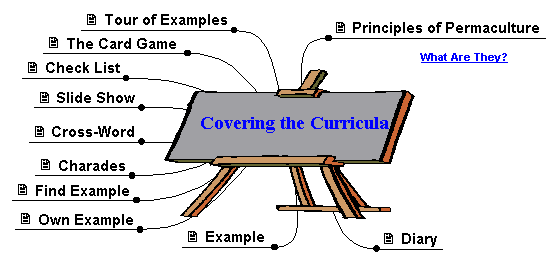 Tour of Examples
Principles of Permaculture
The Card Game
What Are They?
Check List
Slide Show
Covering the Curricula
Cross-Word
Charades
Find Example
Own Example
Example
Diary